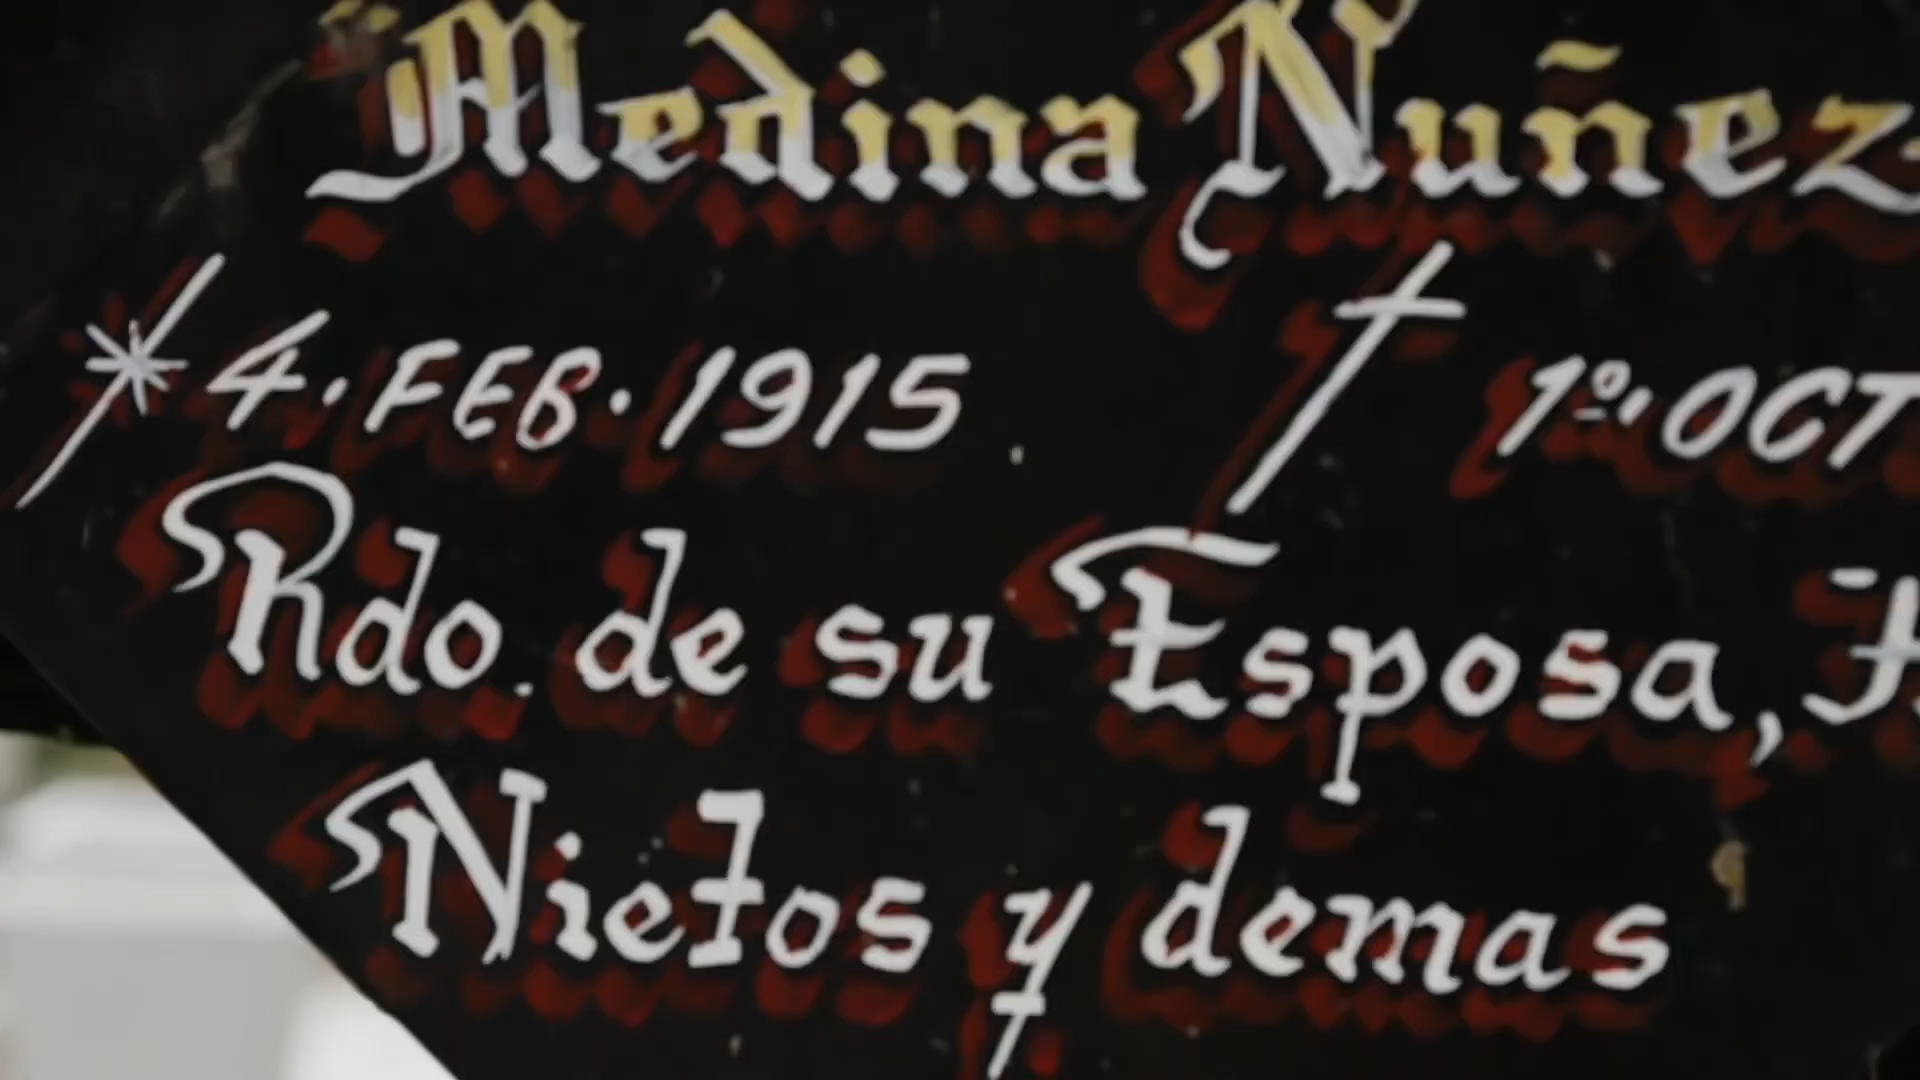 Medina Nuñez
4. FEB. 1915 1º. OCT
Rdo. de su Esposa,
Nietos y demas